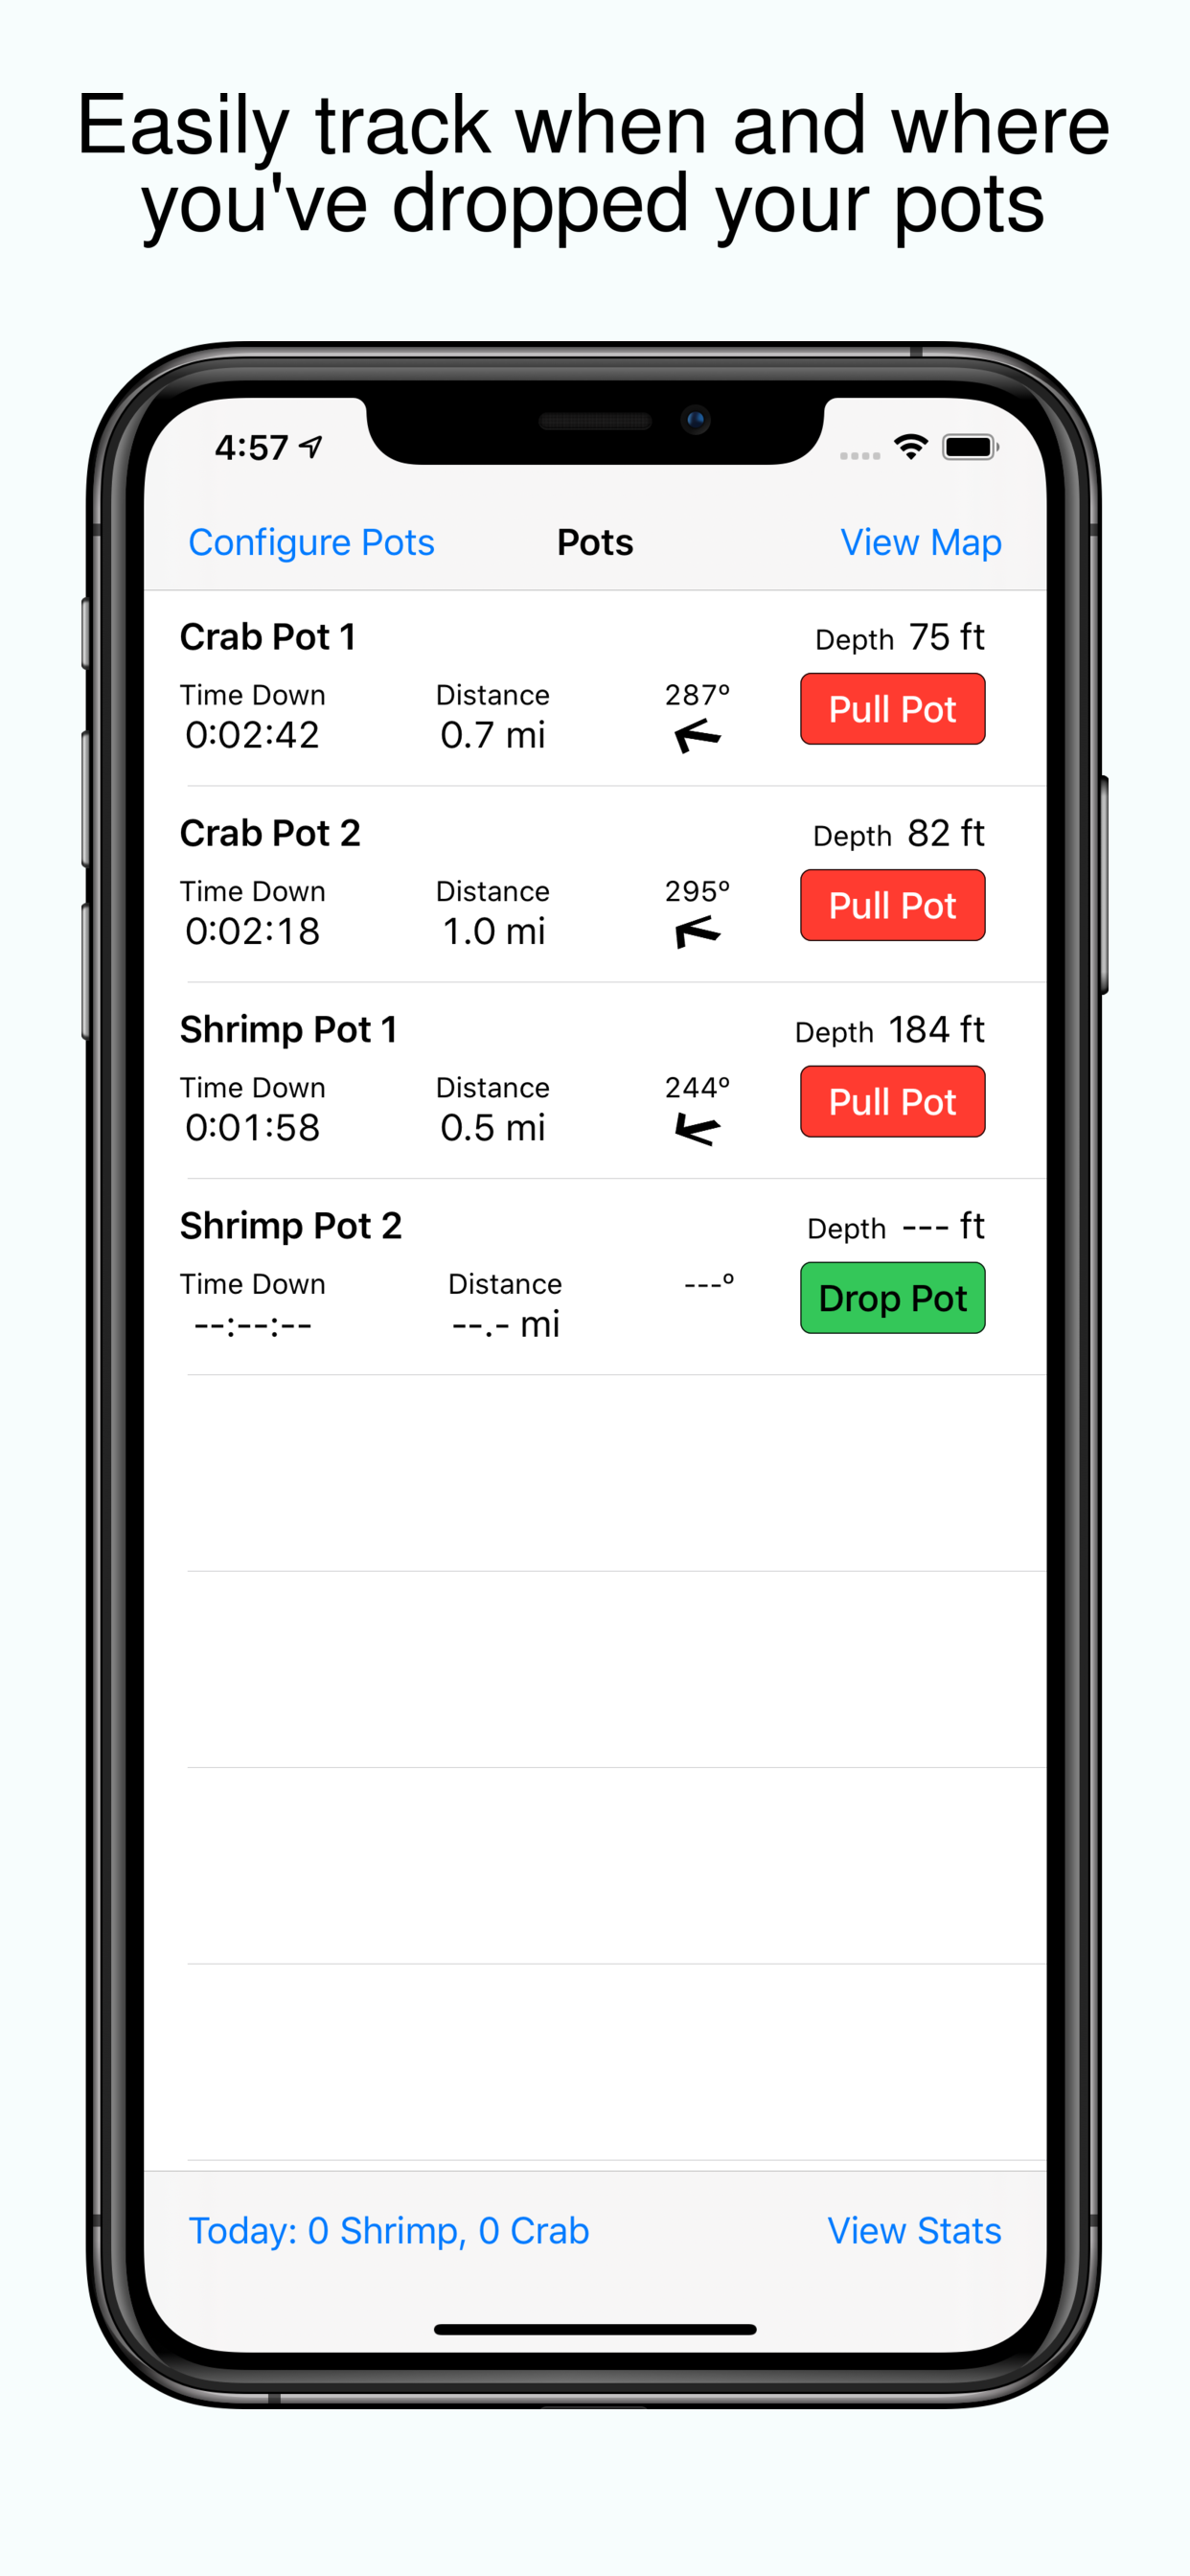 Easily track when and where
you've dropped your pots
4:57
Configure Pots Pots View Map
Crab Pot 1 Depth 75 ft
Time Down Distance 287º Pull Pot
0:02:42 0.7 mi
Crab Pot 2 Depth 82 ft
Time Down Distance 295º Pull Pot
0:02:18 1.0 mi
Shrimp Pot 1 Depth 184 ft
Time Down Distance 244º Pull Pot
0:01:58 0.5 mi
Shrimp Pot 2 Depth --- ft
Time Down Distance ---º Drop Pot
--:--:-- --.- mi
Today: 0 Shrimp, 0 Crab View Stats